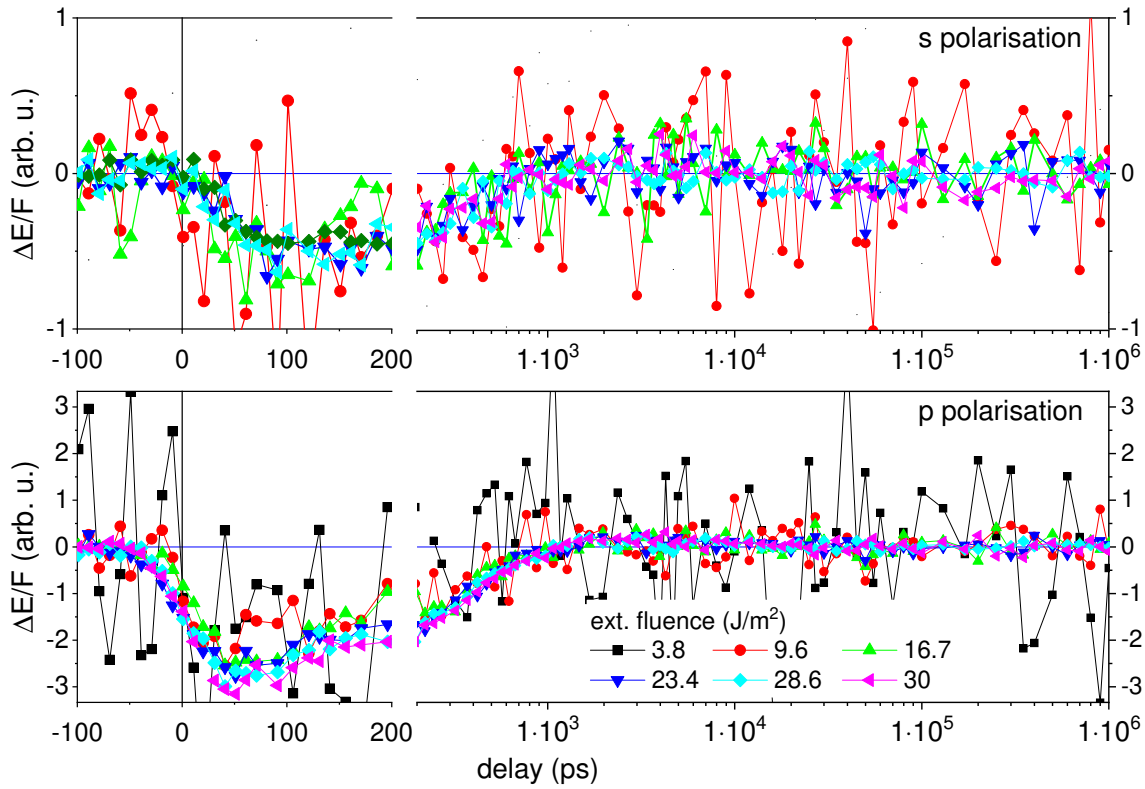 s polarisation
1 1
0 0
-1 -1
ΔE/F (arb. u.)
-100 0 100 200 1·10³ 1·10⁴ 1·10⁵ 1·10⁶
p polarisation
3 3
2 2
1 1
0 0
-1 -1
-2 -2
-3 -3
ΔE/F (arb. u.)
ext. fluence (J/m²)
3.8 9.6 16.7
23.4 28.6 30
-100 0 100 200 1·10³ 1·10⁴ 1·10⁵ 1·10⁶
delay (ps)